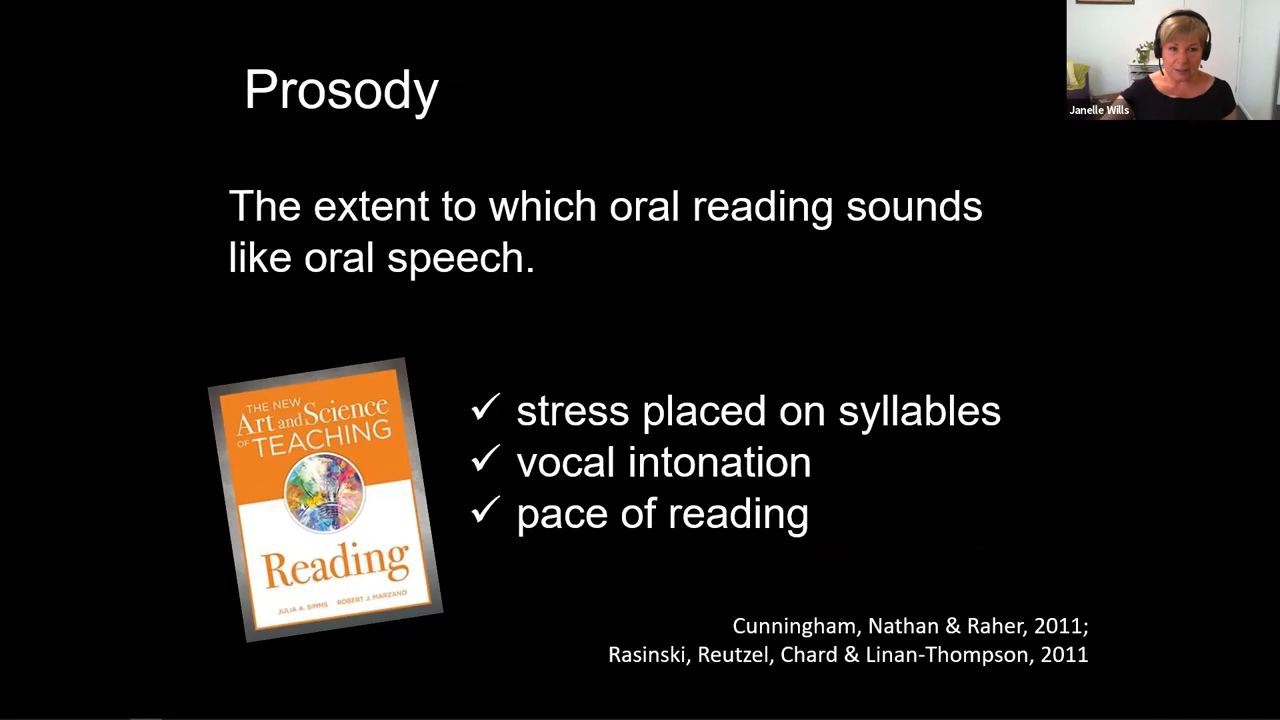 Prosody
Janelle Wills
The extent to which oral reading sounds
like oral speech.
THE NEW
Art and Science
OF TEACHING
Reading
JULIA A. SIMMS ROBERT J. MARZANO
✓ stress placed on syllables
✓ vocal intonation
✓ pace of reading
Cunningham, Nathan & Raher, 2011;
Rasinski, Reutzel, Chard & Linan-Thompson, 2011